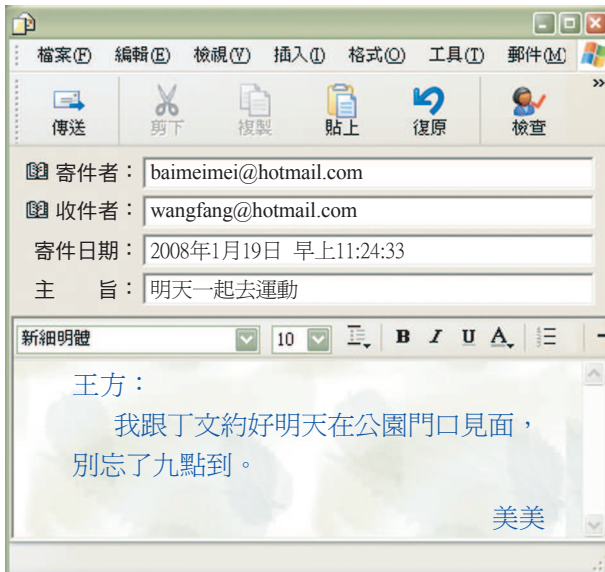 檔案(F) 編輯(E) 檢視(V) 插入(I) 格式(O) 工具(T) 郵件(M)
傳送 剪下 複製 貼上 復原 檢查 »
寄件者：baimeimei@hotmail.com
收件者：wangfang@hotmail.com
寄件日期：2008年1月19日 早上11:24:33
主 旨：明天一起去運動
新細明體 10 B I U A
王方：
我跟丁文約好明天在公園門口見面，
別忘了九點到。
美美